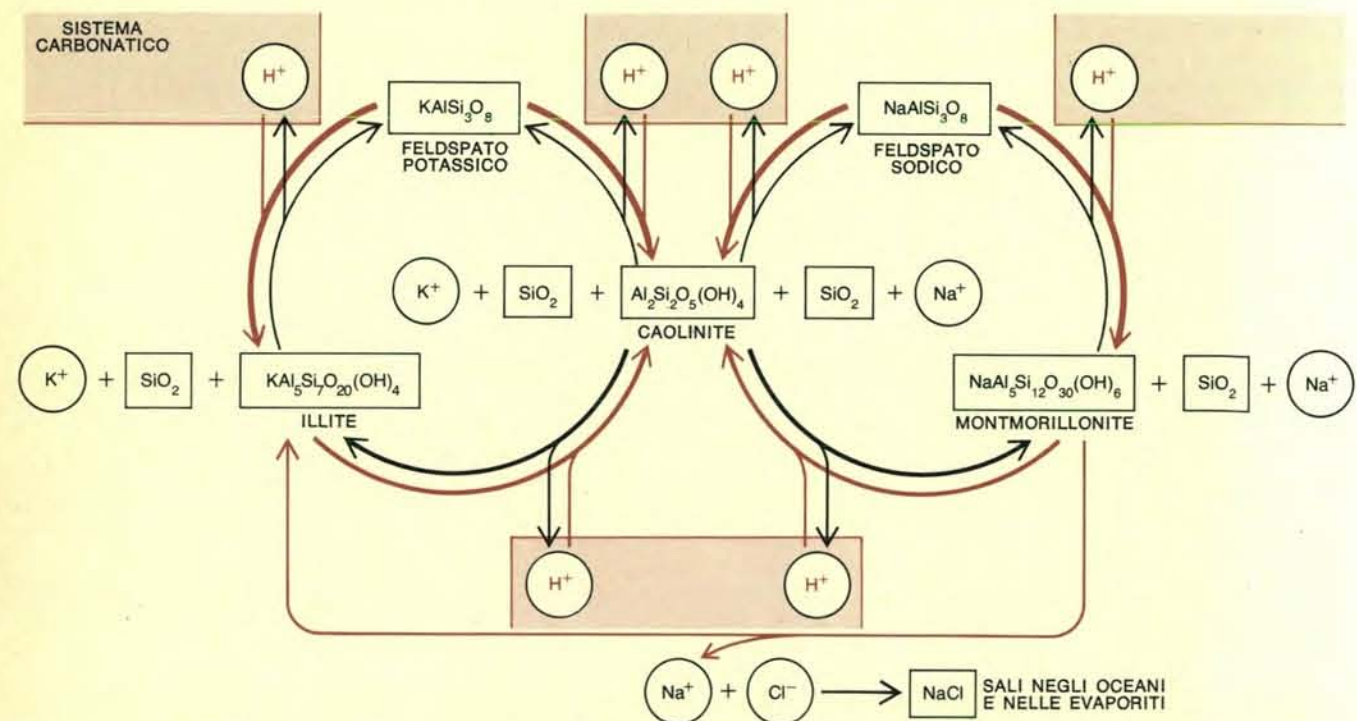 SISTEMA
CARBONATICO
H⁺
H⁺
H⁺
H⁺
KAlSi₃O₈
FELDSPATO
POTASSICO
NaAlSi₃O₈
FELDSPATO
SODICO
K⁺ + SiO₂ + Al₂Si₂O₅(OH)₄ + SiO₂ + Na⁺
CAOLINITE
K⁺ + SiO₂ + KAl₅Si₇O₂₀(OH)₄
ILLITE
NaAl₅Si₁₂O₃₀(OH)₆ + SiO₂ + Na⁺
MONTMORILLONITE
H⁺
H⁺
Na⁺ + Cl⁻
NaCl
SALI NEGLI OCEANI
E NELLE EVAPORITI